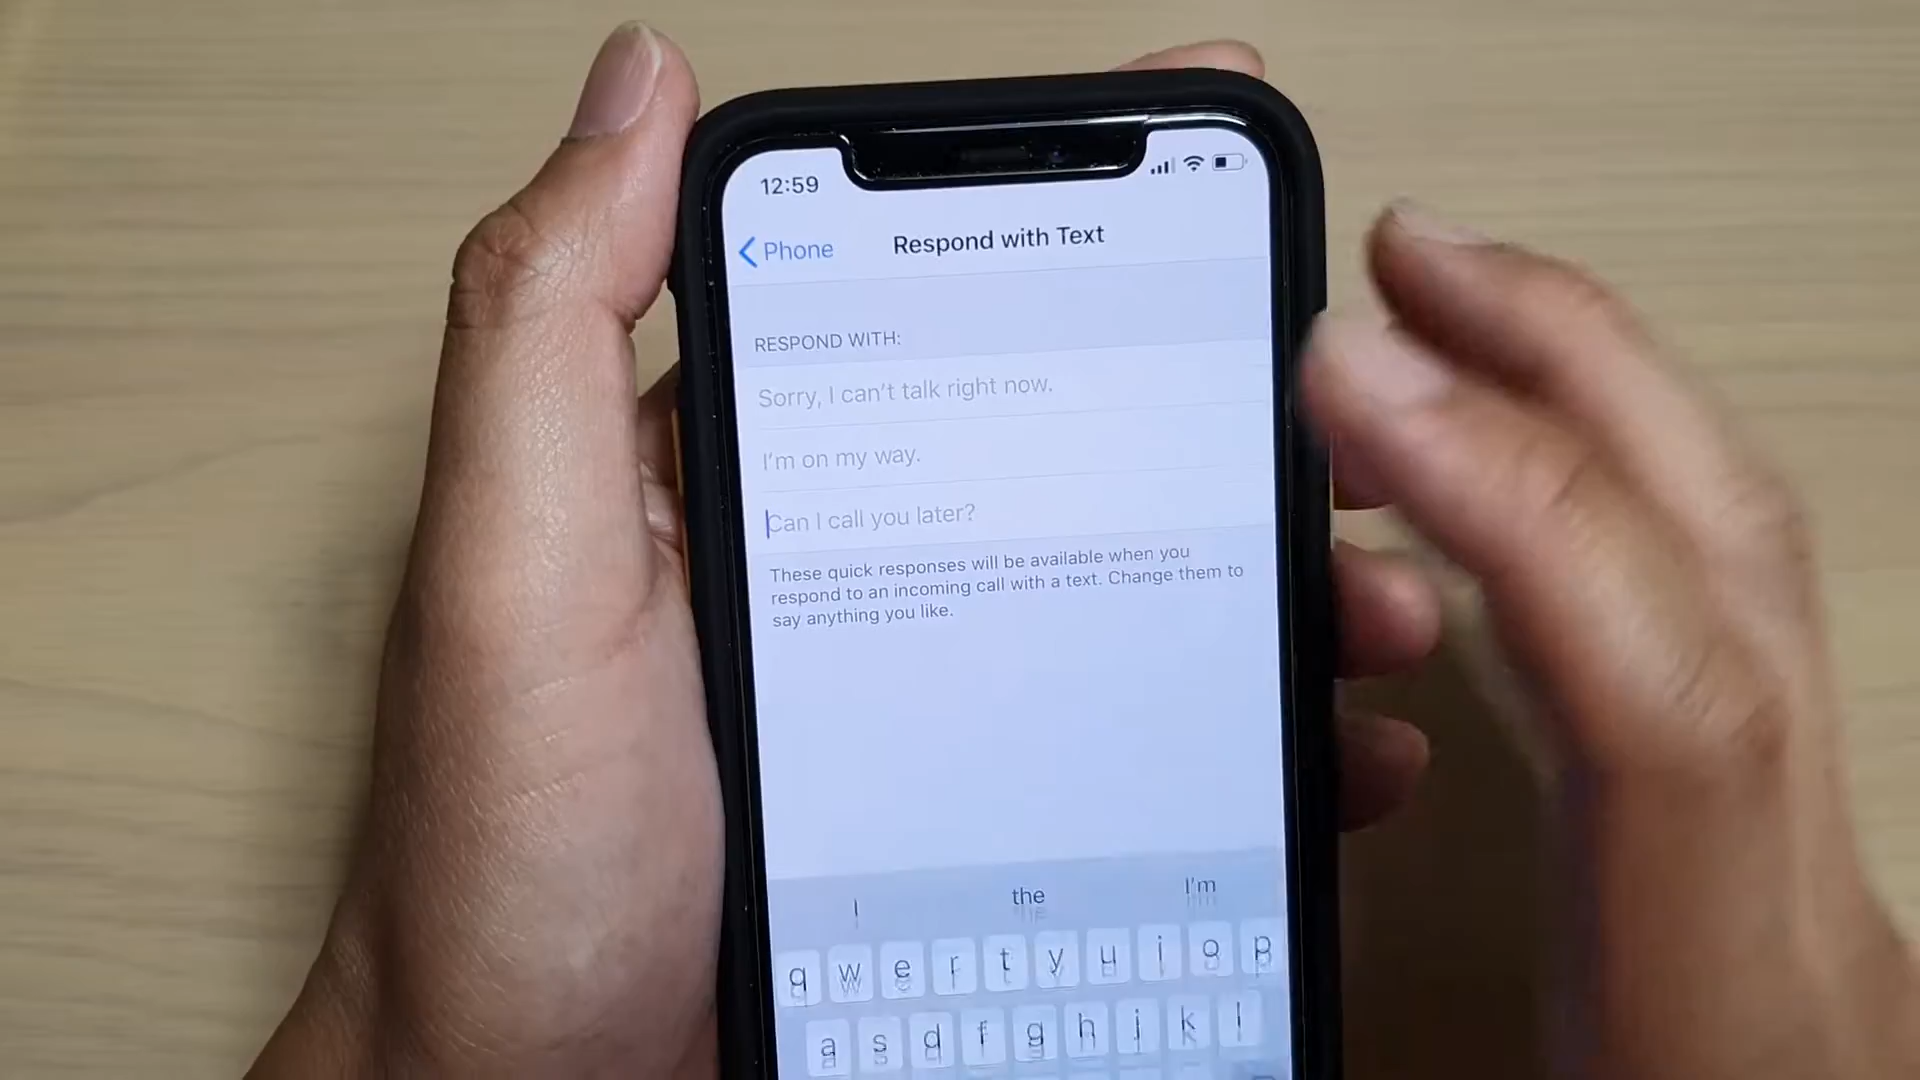 12:59
Phone
Respond with Text
RESPOND WITH:
Sorry, I can't talk right now.
I'm on my way.
Can I call you later?
These quick responses will be available when you
respond to an incoming call with a text. Change them to
say anything you like.
I the I'm
q w e r t y u i o p
a s d f g h j k l